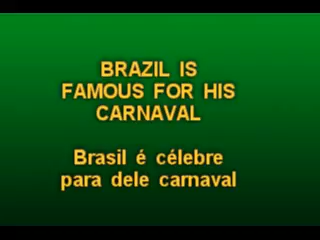 BRAZIL IS
FAMOUS FOR HIS
CARNAVAL
Brasil é célebre
para dele carnaval